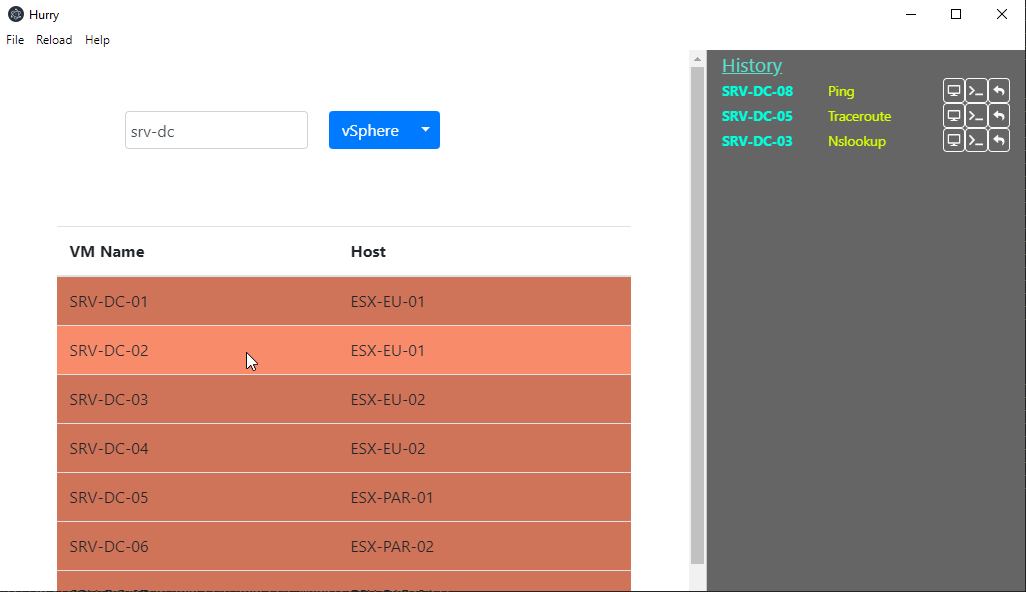 Hurry
File Reload Help
srv-dc
vSphere
VM Name Host
SRV-DC-01 ESX-EU-01
SRV-DC-02 ESX-EU-01
SRV-DC-03 ESX-EU-02
SRV-DC-04 ESX-EU-02
SRV-DC-05 ESX-PAR-01
SRV-DC-06 ESX-PAR-02
History
SRV-DC-08 Ping
SRV-DC-05 Traceroute
SRV-DC-03 Nslookup